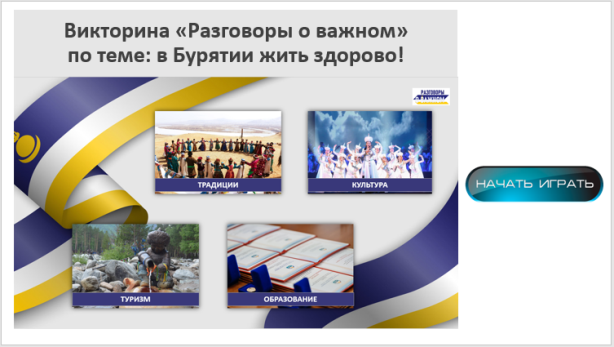 Викторина «Разговоры о важном»
по теме: в Бурятии жить здорово!
РАЗГОВОРЫ
ТРАДИЦИИ
КУЛЬТУРА
НАЧАТЬ ИГРАТЬ
ТУРИЗМ
ОБРАЗОВАНИЕ